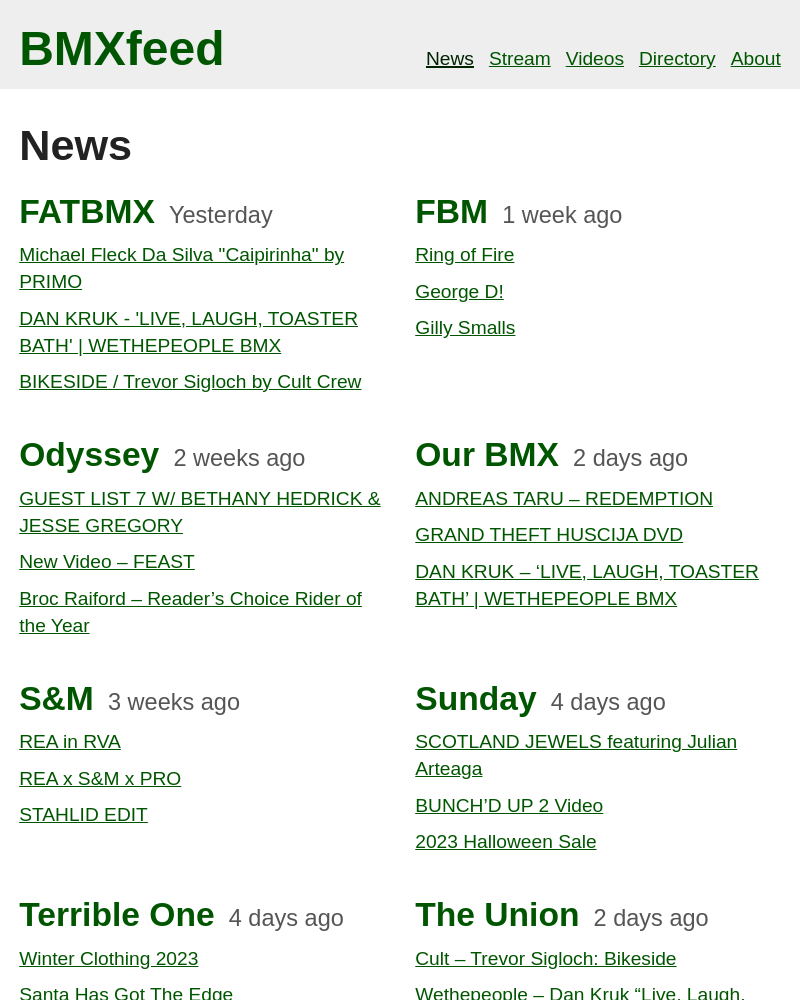 BMXfeed
News Stream Videos Directory About
News
FATBMX Yesterday
Michael Fleck Da Silva "Caipirinha" by
PRIMO
DAN KRUK - 'LIVE, LAUGH, TOASTER
BATH' | WETHEPEOPLE BMX
BIKESIDE / Trevor Sigloch by Cult Crew
FBM 1 week ago
Ring of Fire
George D!
Gilly Smalls
Odyssey 2 weeks ago
GUEST LIST 7 W/ BETHANY HEDRICK &
JESSE GREGORY
New Video – FEAST
Broc Raiford – Reader’s Choice Rider of
the Year
Our BMX 2 days ago
ANDREAS TARU – REDEMPTION
GRAND THEFT HUSCIJA DVD
DAN KRUK – ‘LIVE, LAUGH, TOASTER
BATH’ | WETHEPEOPLE BMX
S&M 3 weeks ago
REA in RVA
REA x S&M x PRO
STAHLID EDIT
Sunday 4 days ago
SCOTLAND JEWELS featuring Julian
Arteaga
BUNCH’D UP 2 Video
2023 Halloween Sale
Terrible One 4 days ago
Winter Clothing 2023
Santa Has Got The Edge
The Union 2 days ago
Cult – Trevor Sigloch: Bikeside
Wethepeople – Dan Kruk “Live, Laugh,